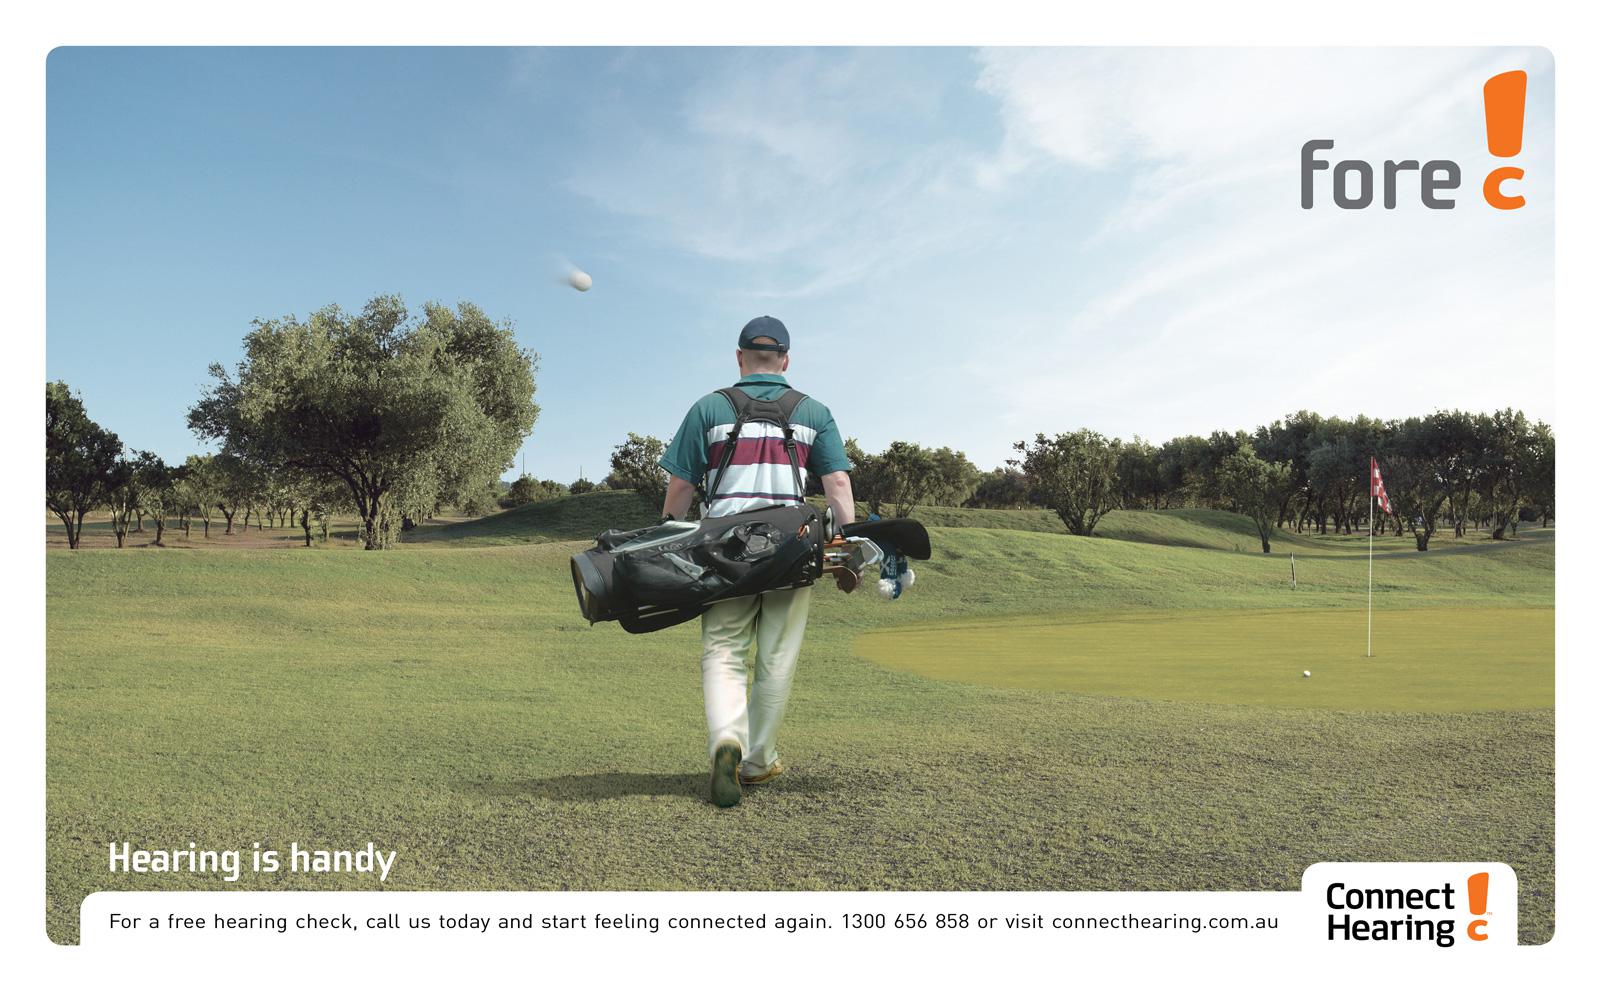 fore!
Hearing is handy
For a free hearing check, call us today and start feeling connected again. 1300 656 858 or visit connecthearing.com.au
Connect
Hearing